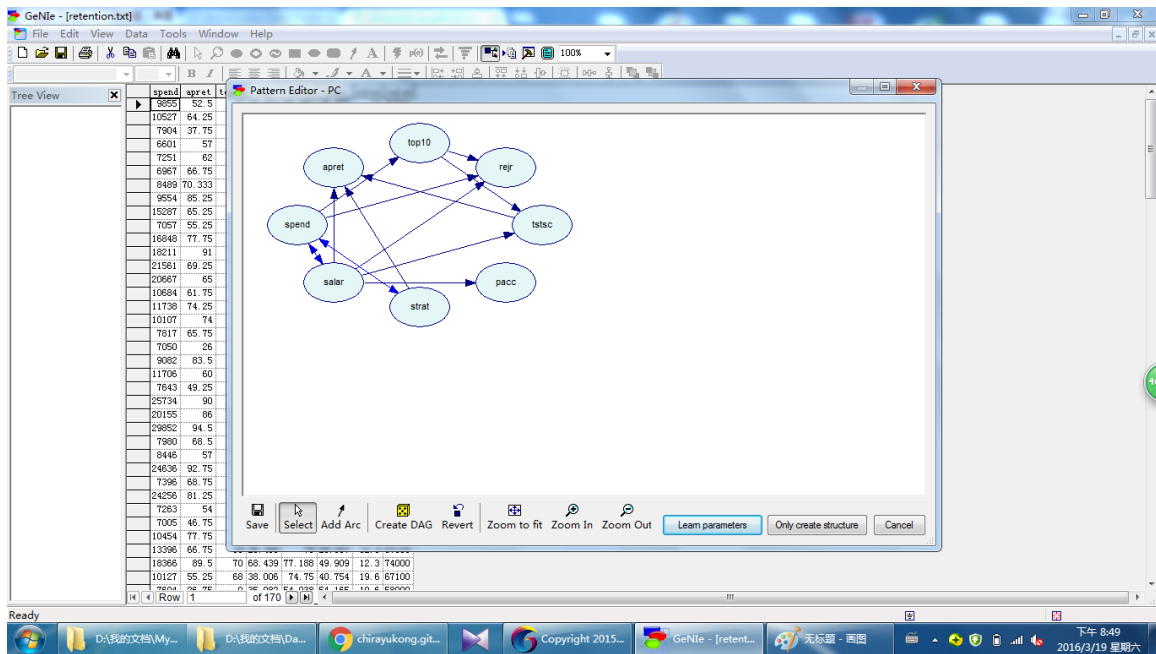 GeNIe - [retention.txt]
File Edit View Data Tools Window Help
100%
B I
Tree View
Pattern Editor - PC
spend apret
9855 52.5
10527 64.25
7904 37.75
6601 57
7251 62
6967 66.75
8489 70.333
9554 85.25
15287 65.25
7057 55.25
16848 77.75
18211 91
21561 69.25
20667 65
10684 61.75
11738 74.25
10107 74
7817 65.75
7050 26
9082 83.5
11706 60
7643 49.25
25734 90
20155 86
29852 94.5
7980 68.5
8446 57
24636 92.75
7396 68.75
24256 81.25
7263 54
7005 46.75
10454 77.75
13396 66.75
18366 89.5 70 68.439 77.188 49.909 12.3 74000
10127 55.25 68 38.006 74.75 40.754 19.6 67100
top10
apret
rejr
spend
tstsc
salar
pacc
strat
Save Select Add Arc Create DAG Revert Zoom to fit Zoom In Zoom Out Learn parameters Only create structure Cancel
Row 1 of 170
Ready
D:\我的文档\My... D:\我的文档\Da... chirayukong.git... Copyright 2015... GeNIe - [retent... 无标题 - 画图
下午 8:49
2016/3/19 星期六